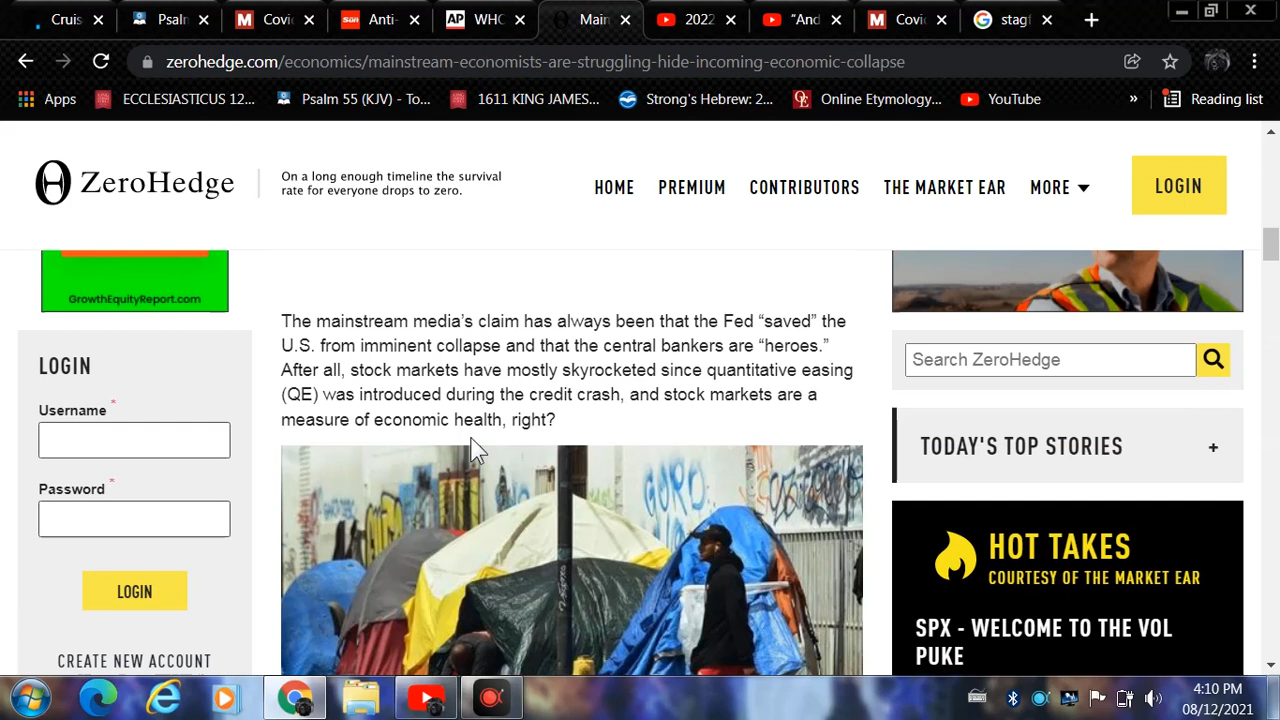 Cruis
Psaln
Covid
Anti-
WHC
Main
2022
"And
Covic
stagf
zerohedge.com/economics/mainstream-economists-are-struggling-hide-incoming-economic-collapse
Apps
ECCLESIASTICUS 12...
Psalm 55 (KJV) - To...
1611 KING JAMES...
Strong's Hebrew: 2...
Online Etymology...
YouTube
»
Reading list
ZeroHedge
On a long enough timeline the survival
rate for everyone drops to zero.
HOME
PREMIUM
CONTRIBUTORS
THE MARKET EAR
MORE
LOGIN
GrowthEquityReport.com
LOGIN
Username *
Password *
LOGIN
CREATE NEW ACCOUNT
The mainstream media's claim has always been that the Fed “saved” the
U.S. from imminent collapse and that the central bankers are “heroes.”
After all, stock markets have mostly skyrocketed since quantitative easing
(QE) was introduced during the credit crash, and stock markets are a
measure of economic health, right?
Search ZeroHedge
TODAY'S TOP STORIES +
HOT TAKES
COURTESY OF THE MARKET EAR
SPX - WELCOME TO THE VOL
PUKE
4:10 PM
08/12/2021